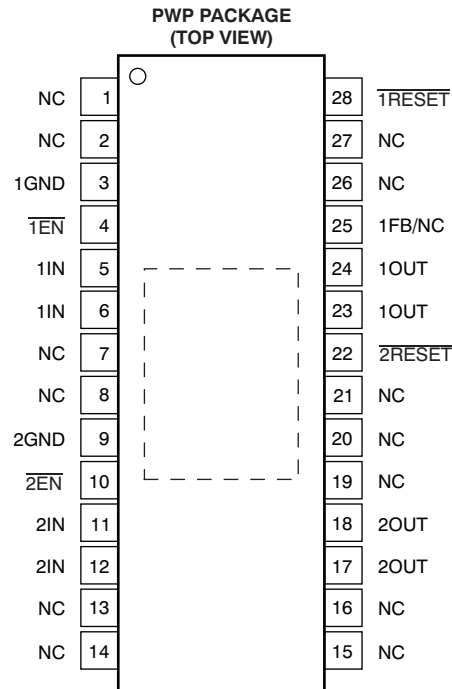 PWP PACKAGE
(TOP VIEW)
NC 1 28 1RESET
NC 2 27 NC
1GND 3 26 NC
1EN 4 25 1FB/NC
1IN 5 24 1OUT
1IN 6 23 1OUT
NC 7 22 2RESET
NC 8 21 NC
2GND 9 20 NC
2EN 10 19 NC
2IN 11 18 2OUT
2IN 12 17 2OUT
NC 13 16 NC
NC 14 15 NC